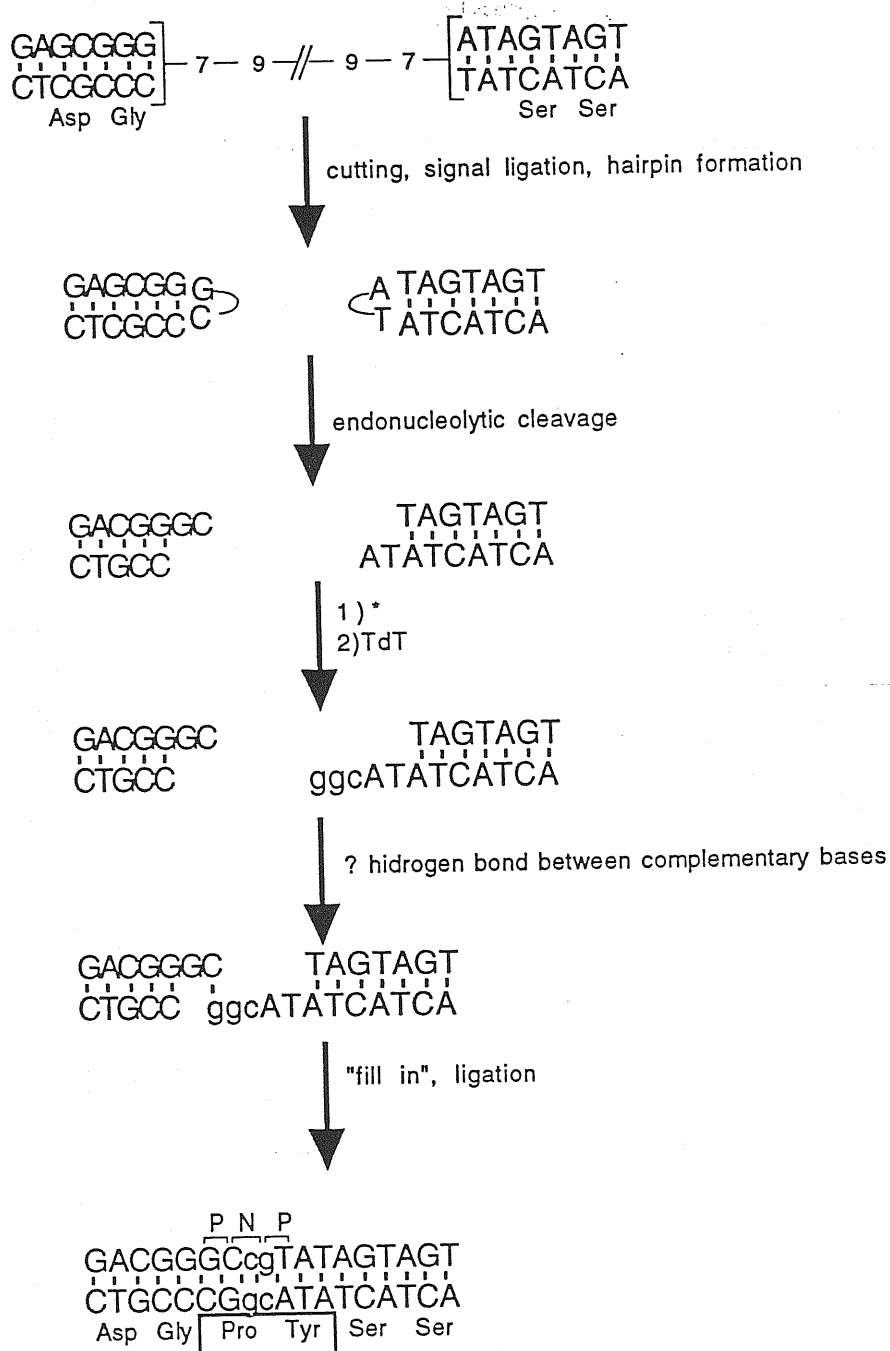 GAGCGGG ATAGTAGT
7 9 // 9 7
CTCGCCC TATCATCA
Asp Gly Ser Ser
cutting, signal ligation, hairpin formation
GAGCGG G A TAGTAGT
CTCGCC C T ATCATCA
endonucleolytic cleavage
GACGGGC TAGTAGT
CTGCC ATATCATCA
1) *
2)TdT
GACGGGC TAGTAGT
CTGCC ggcATATCATCA
? hidrogen bond between complementary bases
GACGGGC TAGTAGT
CTGCC ggcATATCATCA
"fill in", ligation
P N P
GACGGGCcgTATAGTAGT
CTGCCCGgcATATCATCA
Asp Gly Pro Tyr Ser Ser